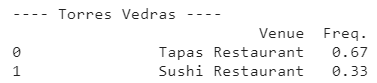 ---- Torres Vedras ----
Venue Freq.
0 Tapas Restaurant 0.67
1 Sushi Restaurant 0.33